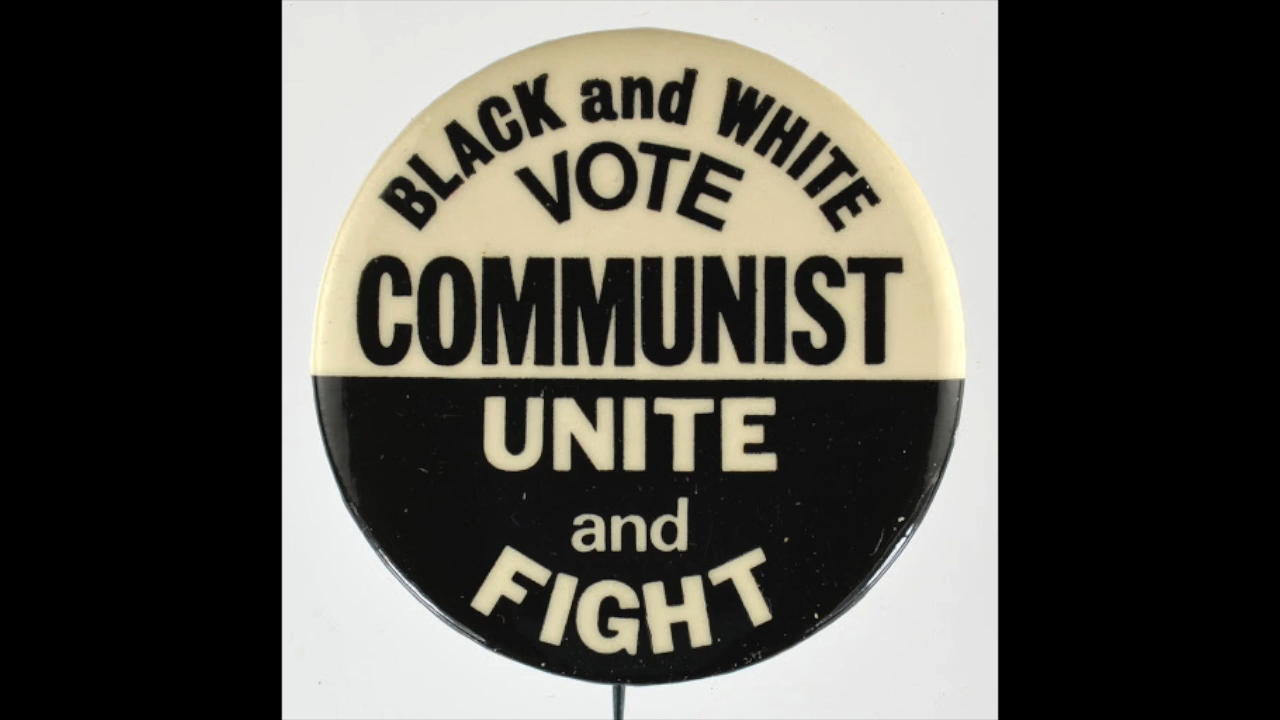 BLACK and WHITE
VOTE
COMMUNIST
UNITE
and
FIGHT